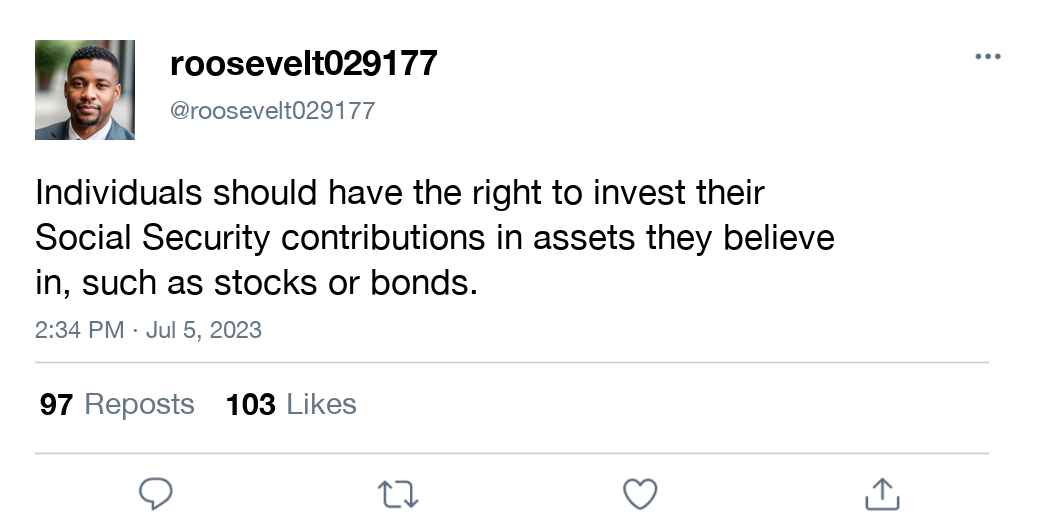 roosevelt029177
@roosevelt029177
Individuals should have the right to invest their
Social Security contributions in assets they believe
in, such as stocks or bonds.
2:34 PM · Jul 5, 2023
97 Reposts 103 Likes